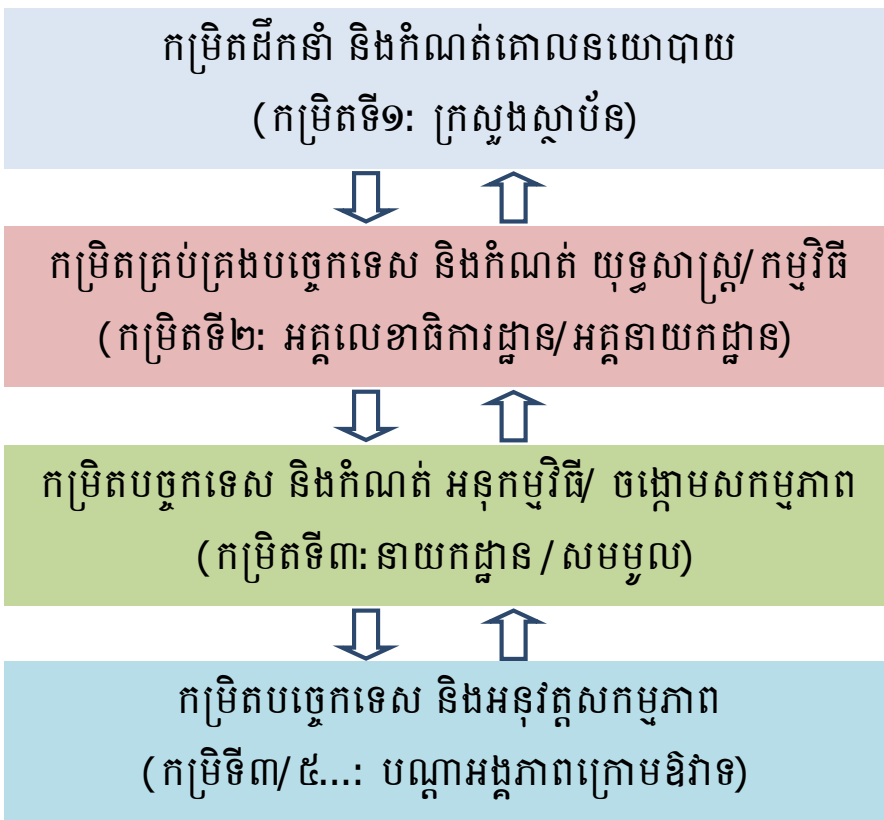 កម្រិតដឹកនាំ និងកំណត់គោលនយោបាយ
(កម្រិតទី១: ក្រសួងស្ថាប័ន)
កម្រិតគ្រប់គ្រងបច្ចេកទេស និងកំណត់ យុទ្ធសាស្ត្រ/ កម្មវិធី
(កម្រិតទី២: អគ្គលេខាធិការដ្ឋាន/ អគ្គនាយកដ្ឋាន)
កម្រិតបច្ចកទេស និងកំណត់ អនុកម្មវិធី/ ចង្កោមសកម្មភាព
(កម្រិតទី៣: នាយកដ្ឋាន / សមមូល)
កម្រិតបច្ចេកទេស និងអនុវត្តសកម្មភាព
(កម្រិទី៣/ ៥...: បណ្តាអង្គភាពក្រោមឱវាទ)